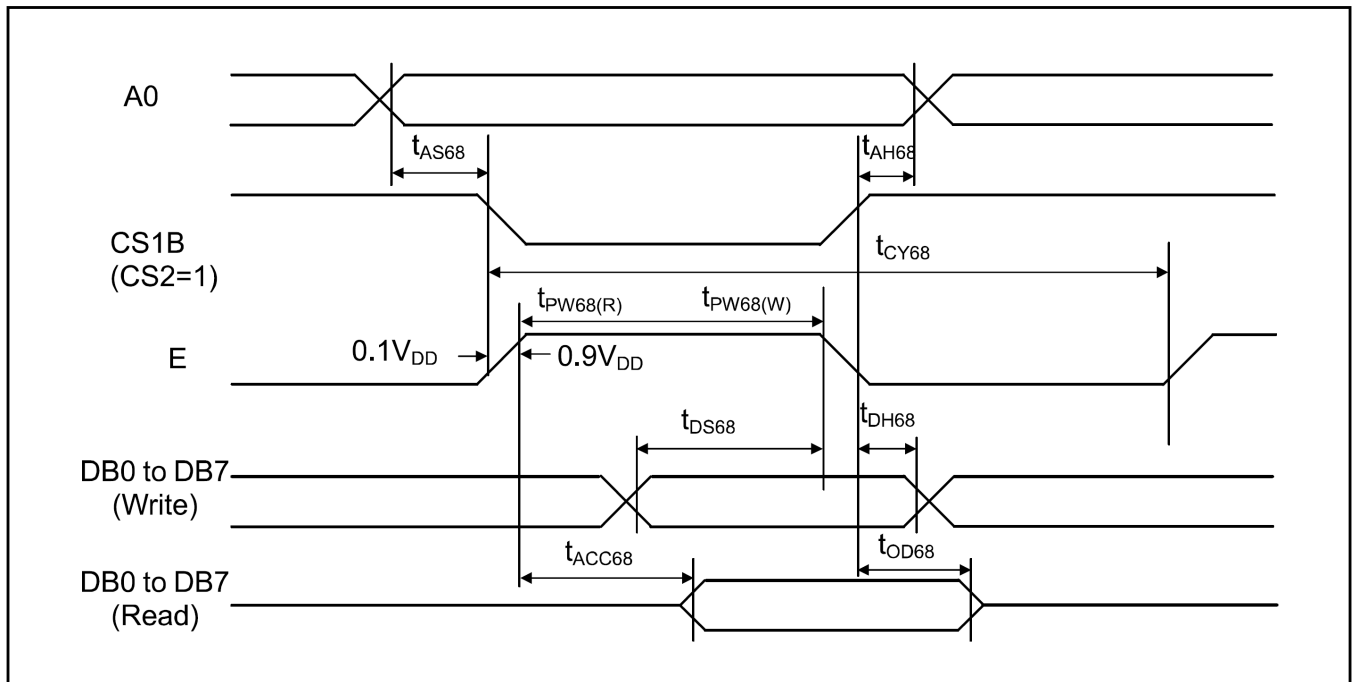 A0
tAS68
tAH68
CS1B
(CS2=1)
tCY68
tPW68(R)
tPW68(W)
E
0.1VDD
0.9VDD
tDS68
tDH68
DB0 to DB7
(Write)
tACC68
tOD68
DB0 to DB7
(Read)